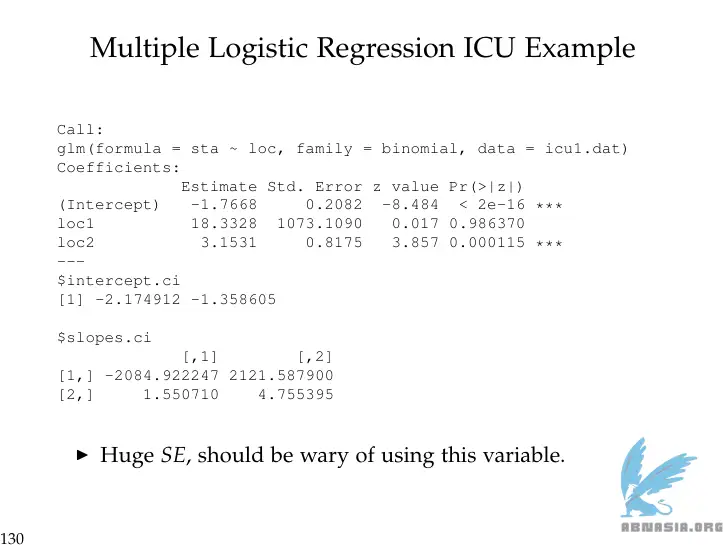 Multiple Logistic Regression ICU Example
Call:
glm(formula = sta ~ loc, family = binomial, data = icu1.dat)
Coefficients:
Estimate Std. Error z value Pr(>|z|)
(Intercept) -1.7668 0.2082 -8.484 < 2e-16 ***
loc1 18.3328 1073.1090 0.017 0.986370
loc2 3.1531 0.8175 3.857 0.000115 ***
---
$intercept.ci
[1] -2.174912 -1.358605
$slopes.ci
[,1] [,2]
[1,] -2084.922247 2121.587900
[2,] 1.550710 4.755395
▶ Huge SE, should be wary of using this variable.
ABNASIA.ORG
130